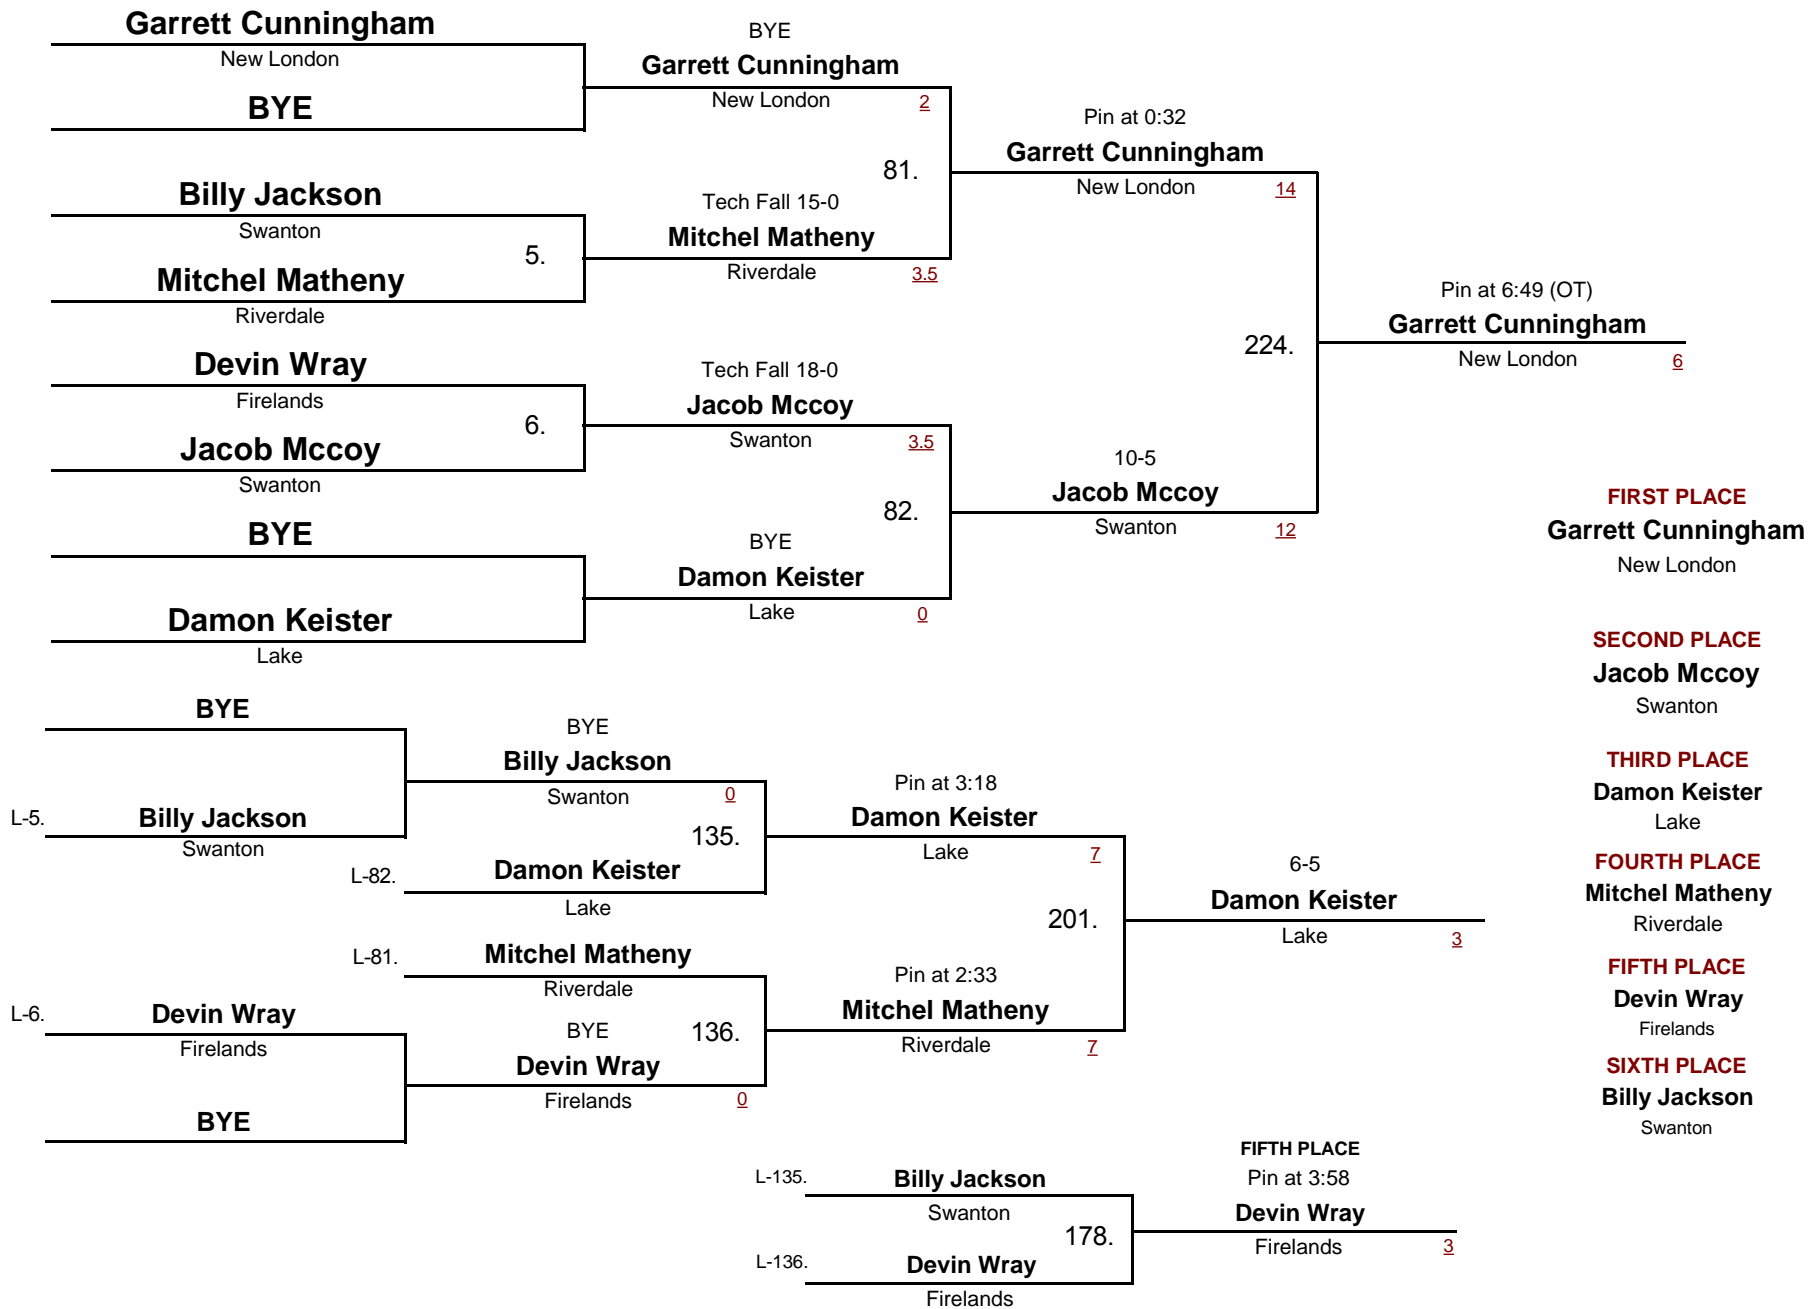 Garrett Cunningham
New London
BYE
Billy Jackson
Swanton
5.
Mitchel Matheny
Riverdale
Devin Wray
Firelands
6.
Jacob Mccoy
Swanton
BYE
Damon Keister
Lake
BYE
Garrett Cunningham
New London 2
81.
Tech Fall 15-0
Mitchel Matheny
Riverdale 3.5
Tech Fall 18-0
Jacob Mccoy
Swanton 3.5
82.
BYE
Damon Keister
Lake 0
Pin at 0:32
Garrett Cunningham
New London 14
224.
10-5
Jacob Mccoy
Swanton 12
Pin at 6:49 (OT)
Garrett Cunningham
New London 6
FIRST PLACE
Garrett Cunningham
New London
SECOND PLACE
Jacob Mccoy
Swanton
THIRD PLACE
Damon Keister
Lake
FOURTH PLACE
Mitchel Matheny
Riverdale
FIFTH PLACE
Devin Wray
Firelands
SIXTH PLACE
Billy Jackson
Swanton
BYE
L-5. Billy Jackson
Swanton
L-6. Devin Wray
Firelands
BYE
BYE
Billy Jackson
Swanton 0
135.
L-82. Damon Keister
Lake
L-81. Mitchel Matheny
Riverdale
136.
BYE
Devin Wray
Firelands 0
Pin at 3:18
Damon Keister
Lake 7
201.
Pin at 2:33
Mitchel Matheny
Riverdale 7
6-5
Damon Keister
Lake 3
L-135. Billy Jackson
Swanton
178.
L-136. Devin Wray
Firelands
FIFTH PLACE
Pin at 3:58
Devin Wray
Firelands 3